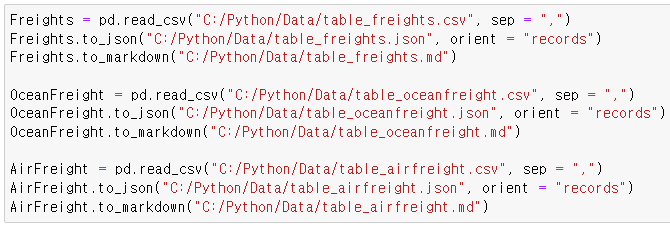 Freights = pd.read_csv("C:/Python/Data/table_freights.csv", sep = ",")
Freights.to_json("C:/Python/Data/table_freights.json", orient = "records")
Freights.to_markdown("C:/Python/Data/table_freights.md")

OceanFreight = pd.read_csv("C:/Python/Data/table_oceanfreight.csv", sep = ",")
OceanFreight.to_json("C:/Python/Data/table_oceanfreight.json", orient = "records")
OceanFreight.to_markdown("C:/Python/Data/table_oceanfreight.md")

AirFreight = pd.read_csv("C:/Python/Data/table_airfreight.csv", sep = ",")
AirFreight.to_json("C:/Python/Data/table_airfreight.json", orient = "records")
AirFreight.to_markdown("C:/Python/Data/table_airfreight.md")